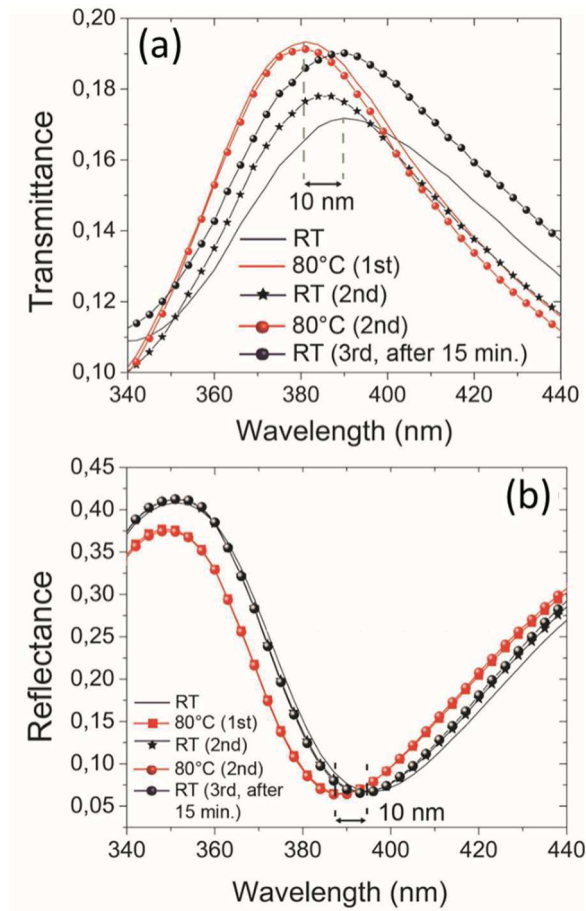 (a)
0,20
0,18
0,16
0,14
0,12
0,10
Transmittance
10 nm
RT
80°C (1st)
RT (2nd)
80°C (2nd)
RT (3rd, after 15 min.)
340 360 380 400 420 440
Wavelength (nm)
(b)
0,45
0,40
0,35
0,30
0,25
0,20
0,15
0,10
0,05
Reflectance
RT
80°C (1st)
RT (2nd)
80°C (2nd)
RT (3rd, after
15 min.)
10 nm
340 360 380 400 420 440
Wavelength (nm)